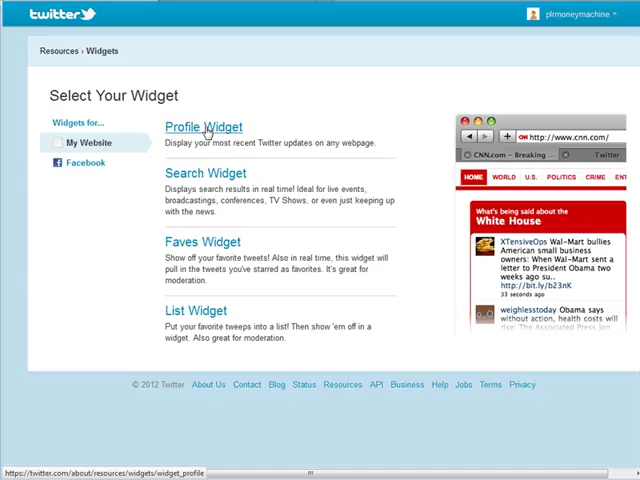 twitter
plrmoneymachine
Resources › Widgets
Select Your Widget
Widgets for...
My Website
Facebook
Profile Widget
Display your most recent Twitter updates on any webpage.
Search Widget
Displays search results in real time! Ideal for live events,
broadcastings, conferences, TV Shows, or even just keeping up
with the news.
Faves Widget
Show off your favorite tweets! Also in real time, this widget will
pull in the tweets you've starred as favorites. It's great for
moderation.
List Widget
Put your favorite tweeps into a list! Then show 'em off in a
widget. Also great for moderation.
http://www.cnn.com/
CNN.com - Breaking ...
Twitter
HOME WORLD U.S. POLITICS CRIME ENT
What's being said about the
White House
XTensiveOps Wal-Mart bullies
American small business
owners: When Wal-Mart sent a
letter to President Obama two
weeks ago su..
http://bit.ly/b23nK
33 seconds ago
weighlesstoday Obama says
without action, health costs will
rise: The Associated Press Jon
© 2012 Twitter About Us Contact Blog Status Resources API Business Help Jobs Terms Privacy
https://twitter.com/about/resources/widgets/widget_profile